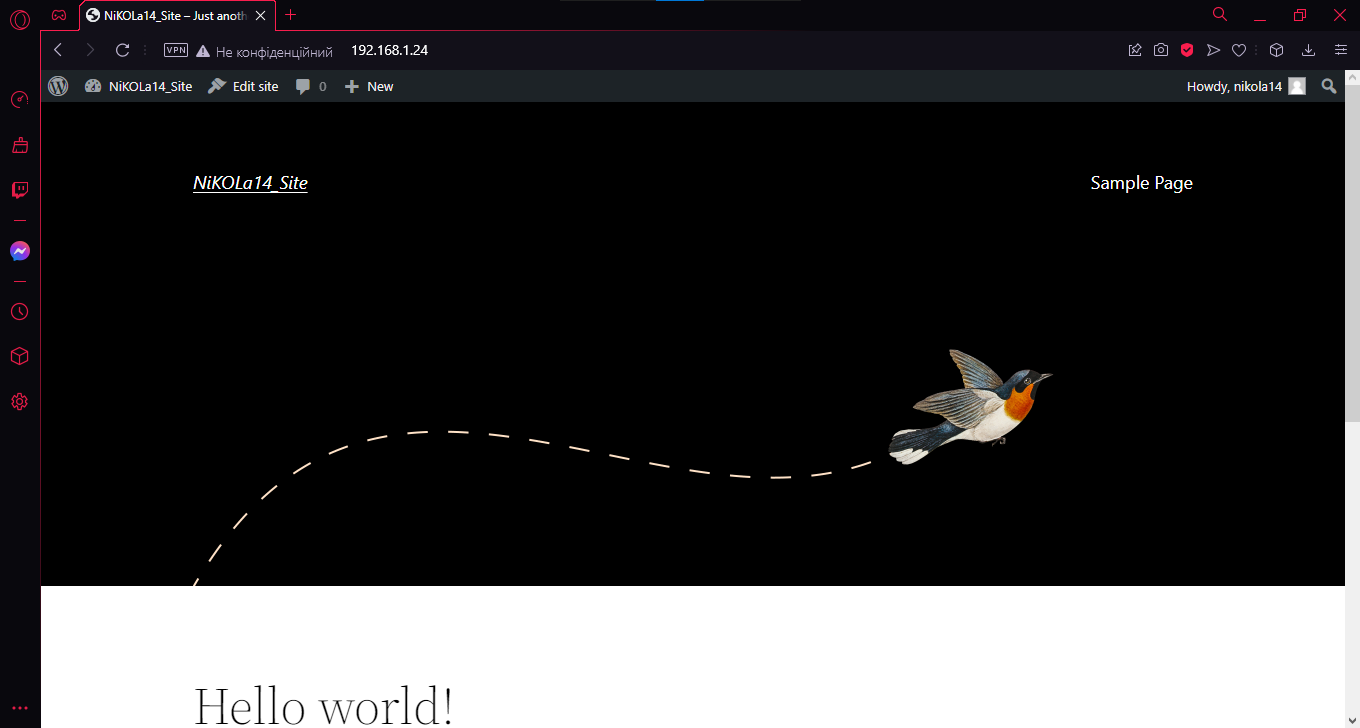 NiKOLa14_Site – Just anoth
VPN Не конфіденційний 192.168.1.24
NiKOLa14_Site Edit site 0 New Howdy, nikola14
NiKOLa14_Site Sample Page
Hello world!